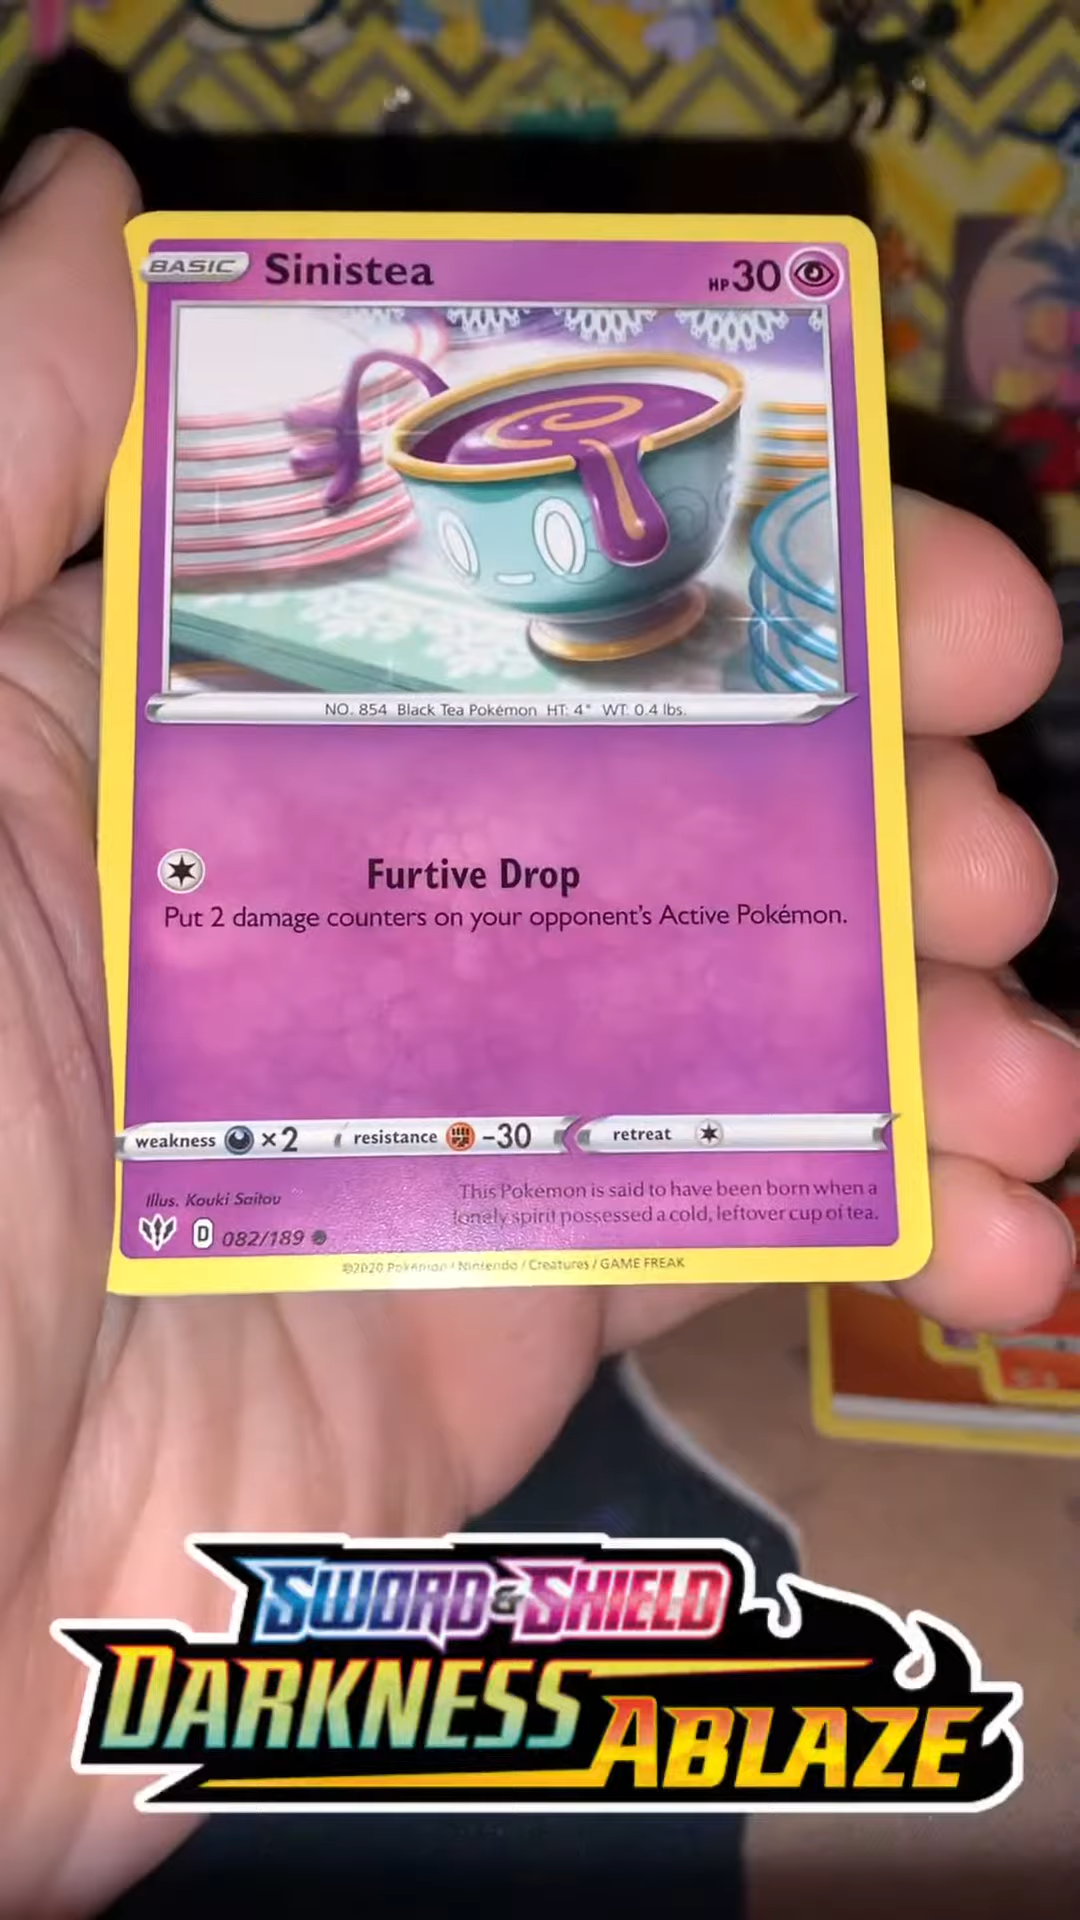 BASIC Sinistea HP 30
NO. 854 Black Tea Pokémon HT: 4" WT: 0.4 lbs.
Furtive Drop
Put 2 damage counters on your opponent's Active Pokémon.
weakness ×2 resistance -30 retreat
Illus. Kouki Saitou
This Pokémon is said to have been born when a
lonely spirit possessed a cold, leftover cup of tea.
D 082/189
©2020 Pokémon / Nintendo / Creatures / GAME FREAK
SWORD & SHIELD
DARKNESS
ABLAZE